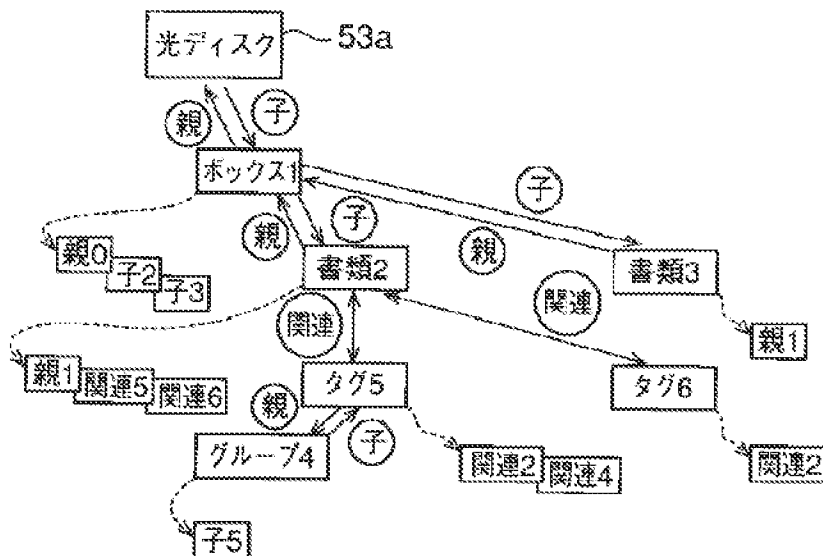 光ディスク
53a
親
子
ボックス1
子
親
子
親
親0
子2
子3
書類2
書類3
関連
関連
親1
親1
関連5
関連6
タグ5
タグ6
親
子
グループ4
関連2
関連4
関連2
子5